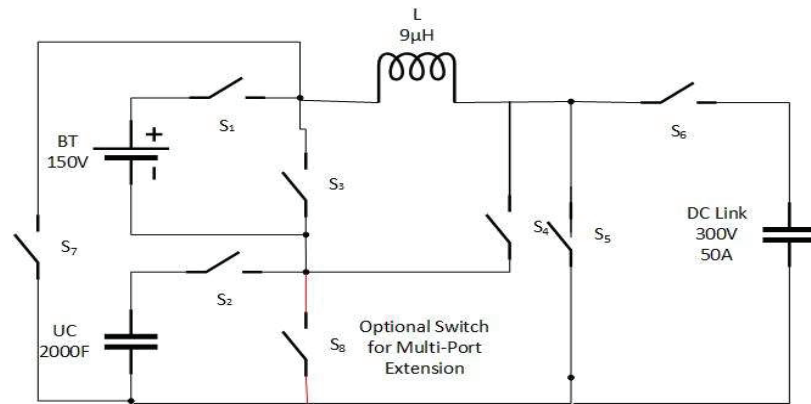 L
9µH
S₁
BT
150V
+
-
S₃
S₆
S₇
S₄
S₅
DC Link
300V
50A
S₂
UC
2000F
S₈
Optional Switch
for Multi-Port
Extension